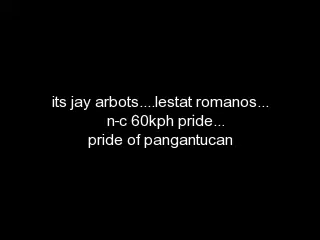 its jay arbots....lestat romanos...
n-c 60kph pride...
pride of pangantucan